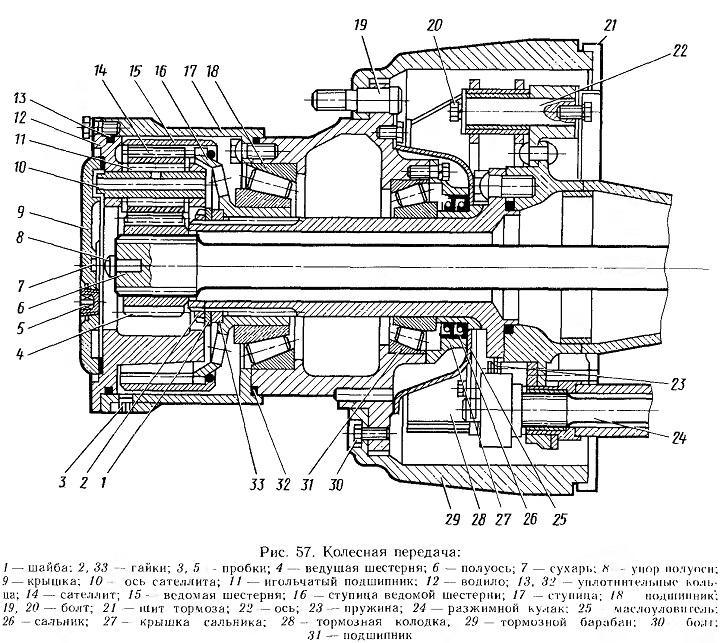 19 20 21
22
14 15 16 17 18
13
12
11
10
9
8
7
6
5
4
3 2 1 33 32 31 30 29 28 27 26 25
24
23
Рис. 57. Колесная передача:
1 — шайба; 2, 33 — гайки; 3, 5 — пробки; 4 — ведущая шестерня; 6 — полуось; 7 — сухарь; 8 — упор полуоси;
9 — крышка; 10 — ось сателлита; 11 — игольчатый подшипник; 12 — водило; 13, 32 — уплотнительные коль-
ца; 14 — сателлит; 15 — ведомая шестерня; 16 — ступица ведомой шестерни; 17 — ступица; 18 подшипник;
19, 20 — болт; 21 — щит тормоза; 22 — ось; 23 — пружина; 24 — разжимной кулак; 25 маслоуловитель;
26 — сальник; 27 — крышка сальника; 28 — тормозная колодка, 29 — тормозной барабан; 30 болт;
31 — подшипник